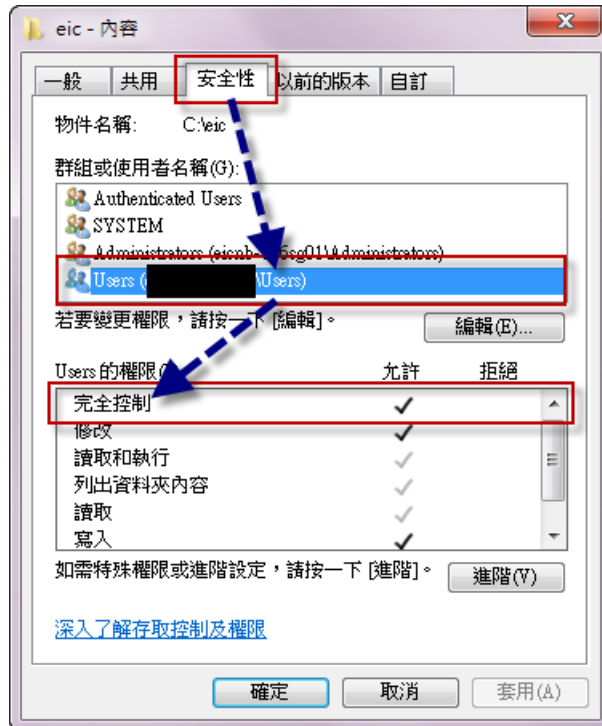 eic - 內容
一般 共用 安全性 以前的版本 自訂
物件名稱: C:\eic
群組或使用者名稱(G):
Authenticated Users
SYSTEM
Administrators (eicnb- 6sg01\Administrators)
Users ( \Users)
若要變更權限，請按一下 [編輯]。 編輯(E)...
Users 的權限( 允許 拒絕
完全控制
修改
讀取和執行
列出資料夾內容
讀取
寫入
如需特殊權限或進階設定，請按一下 [進階]。 進階(V)
深入了解存取控制及權限
確定 取消 套用(A)